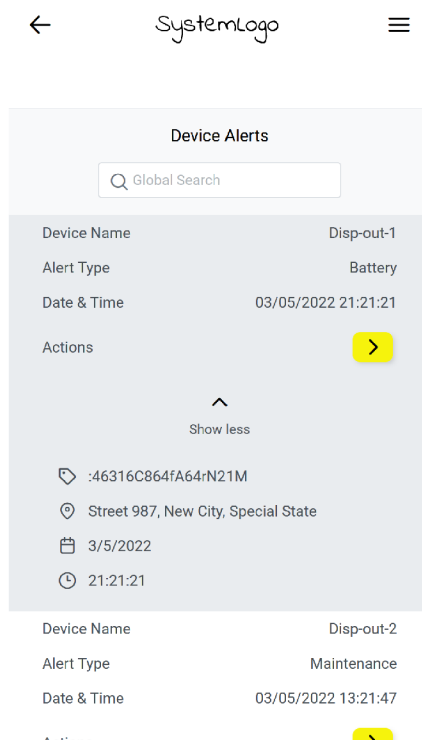 SystemLogo
Device Alerts
Global Search
Device Name Disp-out-1
Alert Type Battery
Date & Time 03/05/2022 21:21:21
Actions
Show less
:46316C864fA64rN21M
Street 987, New City, Special State
3/5/2022
21:21:21
Device Name Disp-out-2
Alert Type Maintenance
Date & Time 03/05/2022 13:21:47